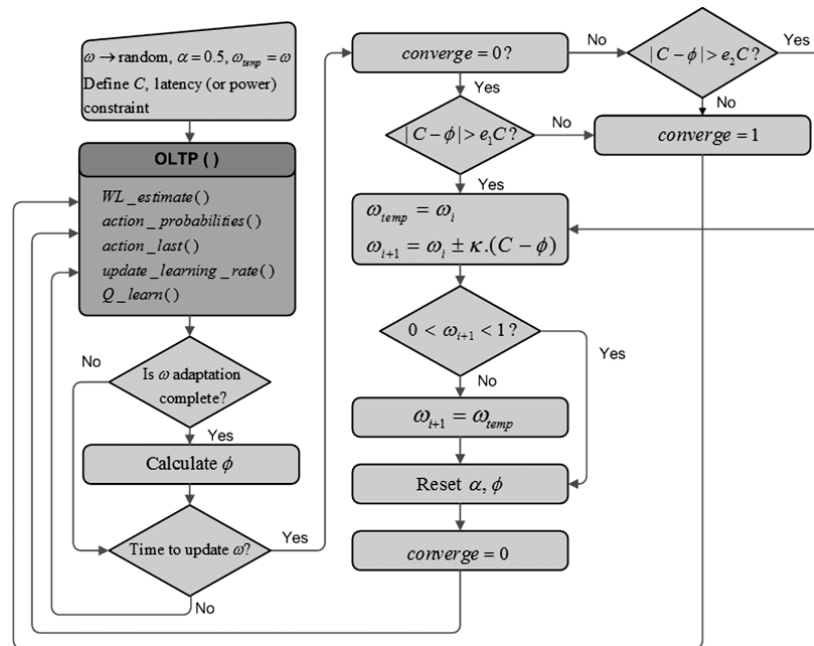 ω → random, α = 0.5, ω_temp = ω
Define C, latency (or power)
constraint
OLTP ( )
WL_estimate( )
action_probabilities( )
action_last( )
update_learning_rate( )
Q_learn( )
No
Is ω adaptation
complete?
Yes
Calculate ϕ
Time to update ω?
Yes
No
converge = 0?
No
Yes
|C − ϕ| > e₁C?
No
Yes
ω_temp = ω_i
ω_{i+1} = ω_i ± κ.(C − ϕ)
0 < ω_{i+1} < 1?
Yes
No
ω_{i+1} = ω_temp
Reset α, ϕ
converge = 0
|C − ϕ| > e₂C?
Yes
No
converge = 1